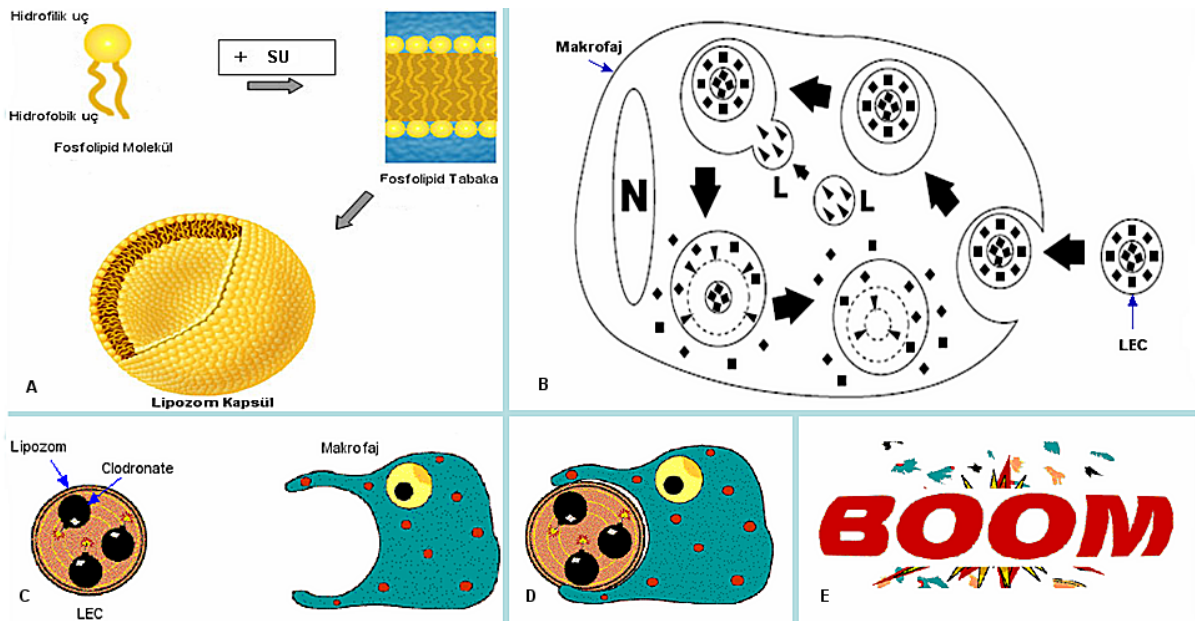 Hidrofilik uç
+ SU
Hidrofobik uç
Fosfolipid Molekül
Fosfolipid Tabaka
A
Lipozom Kapsül
Makrofaj
N
L
L
LEC
B
Lipozom
Clodronate
Makrofaj
C
LEC
D
BOOM
E